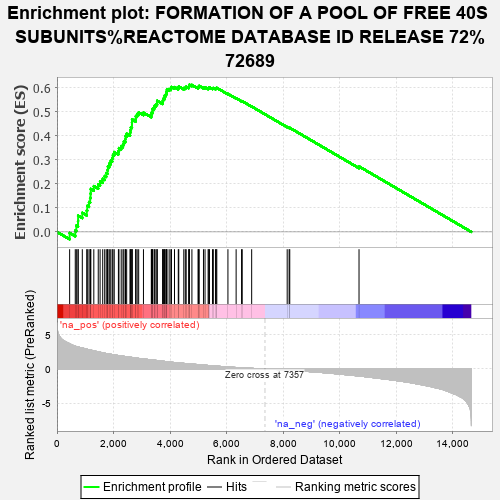 Enrichment plot: FORMATION OF A POOL OF FREE 40S
SUBUNITS%REACTOME DATABASE ID RELEASE 72%
72689
Enrichment score (ES)
0.6
0.5
0.4
0.3
0.2
0.1
0.0
'na_pos' (positively correlated)
Ranked list metric (PreRanked)
5
0
-5
Zero cross at 7357
'na_neg' (negatively correlated)
0 2,000 4,000 6,000 8,000 10,000 12,000 14,000
Rank in Ordered Dataset
Enrichment profile Hits Ranking metric scores